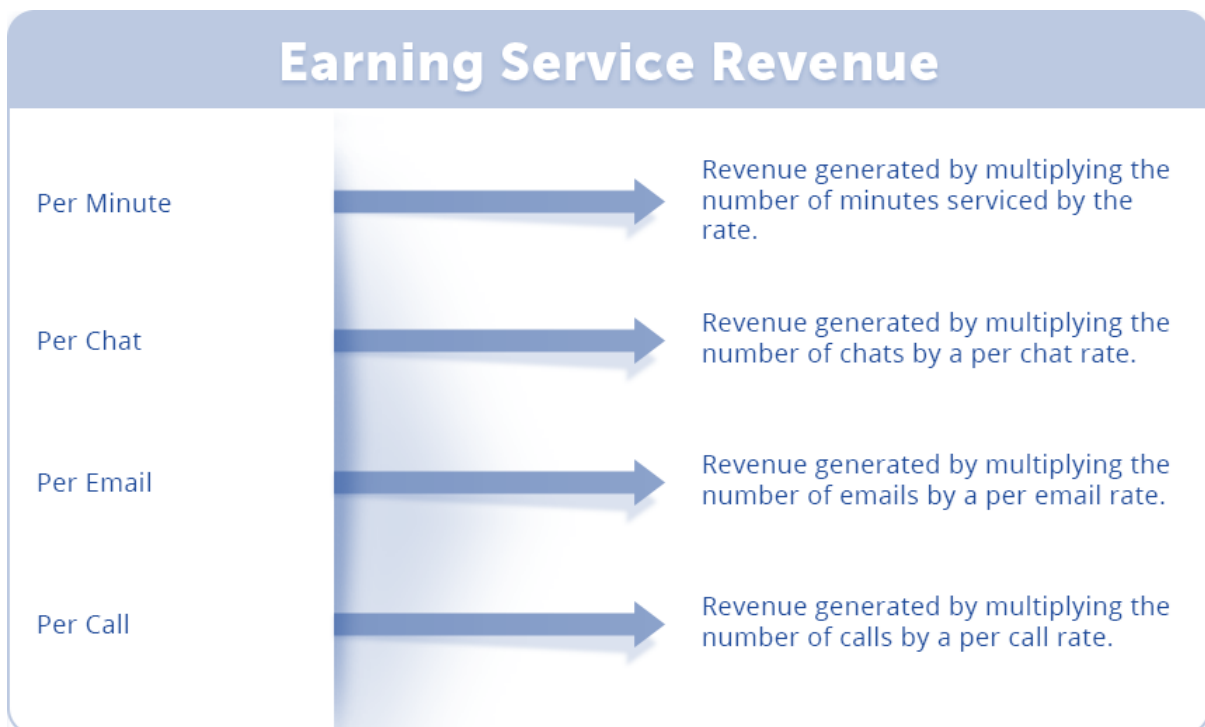 Earning Service Revenue
Per Minute
Revenue generated by multiplying the
number of minutes serviced by the
rate.
Per Chat
Revenue generated by multiplying the
number of chats by a per chat rate.
Per Email
Revenue generated by multiplying the
number of emails by a per email rate.
Per Call
Revenue generated by multiplying the
number of calls by a per call rate.